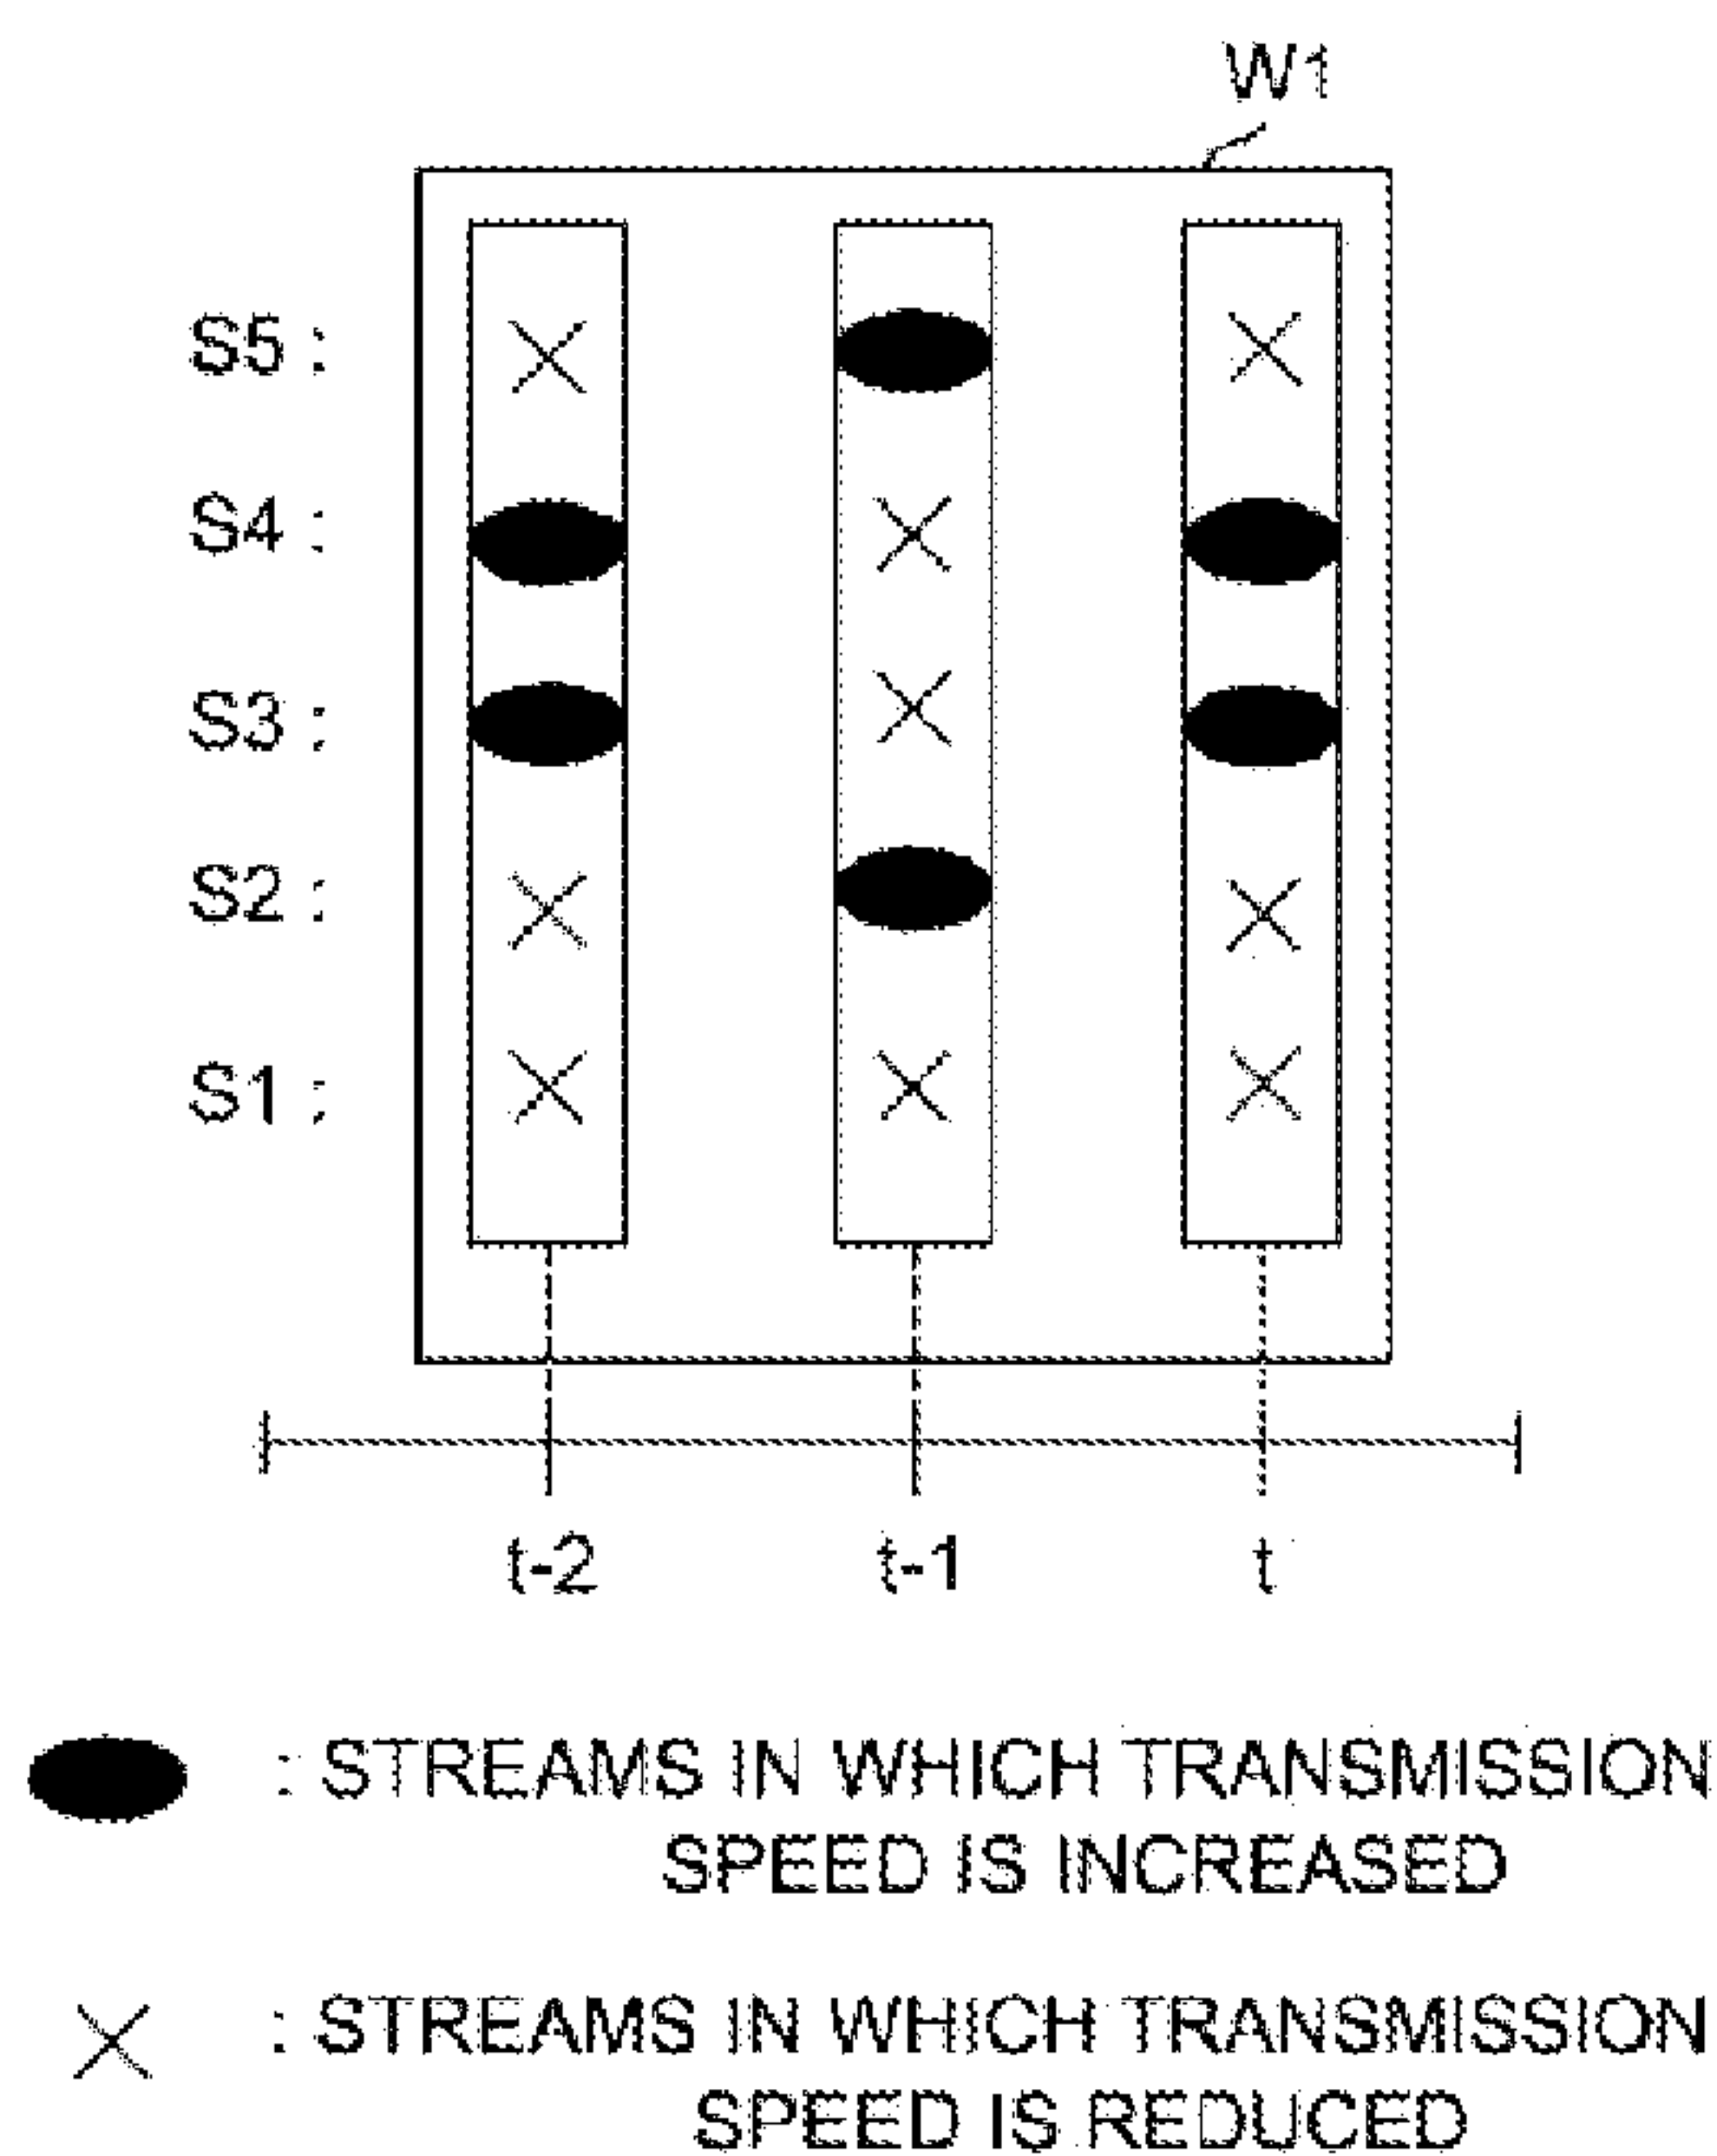 W1
S5 :
S4 :
S3 :
S2 :
S1 :
t-2 t-1 t
: STREAMS IN WHICH TRANSMISSION
SPEED IS INCREASED
: STREAMS IN WHICH TRANSMISSION
SPEED IS REDUCED